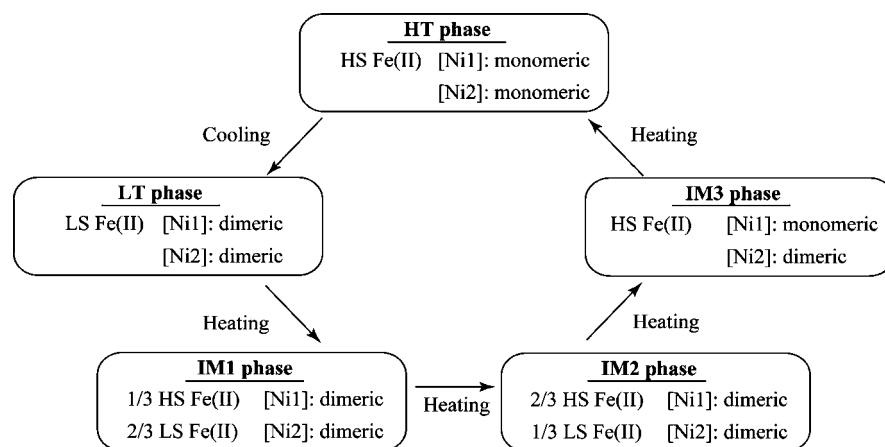 HT phase
HS Fe(II) [Ni1]: monomeric
[Ni2]: monomeric
Cooling
Heating
LT phase
LS Fe(II) [Ni1]: dimeric
[Ni2]: dimeric
IM3 phase
HS Fe(II) [Ni1]: monomeric
[Ni2]: dimeric
Heating
Heating
IM1 phase
1/3 HS Fe(II) [Ni1]: dimeric
2/3 LS Fe(II) [Ni2]: dimeric
Heating
IM2 phase
2/3 HS Fe(II) [Ni1]: dimeric
1/3 LS Fe(II) [Ni2]: dimeric